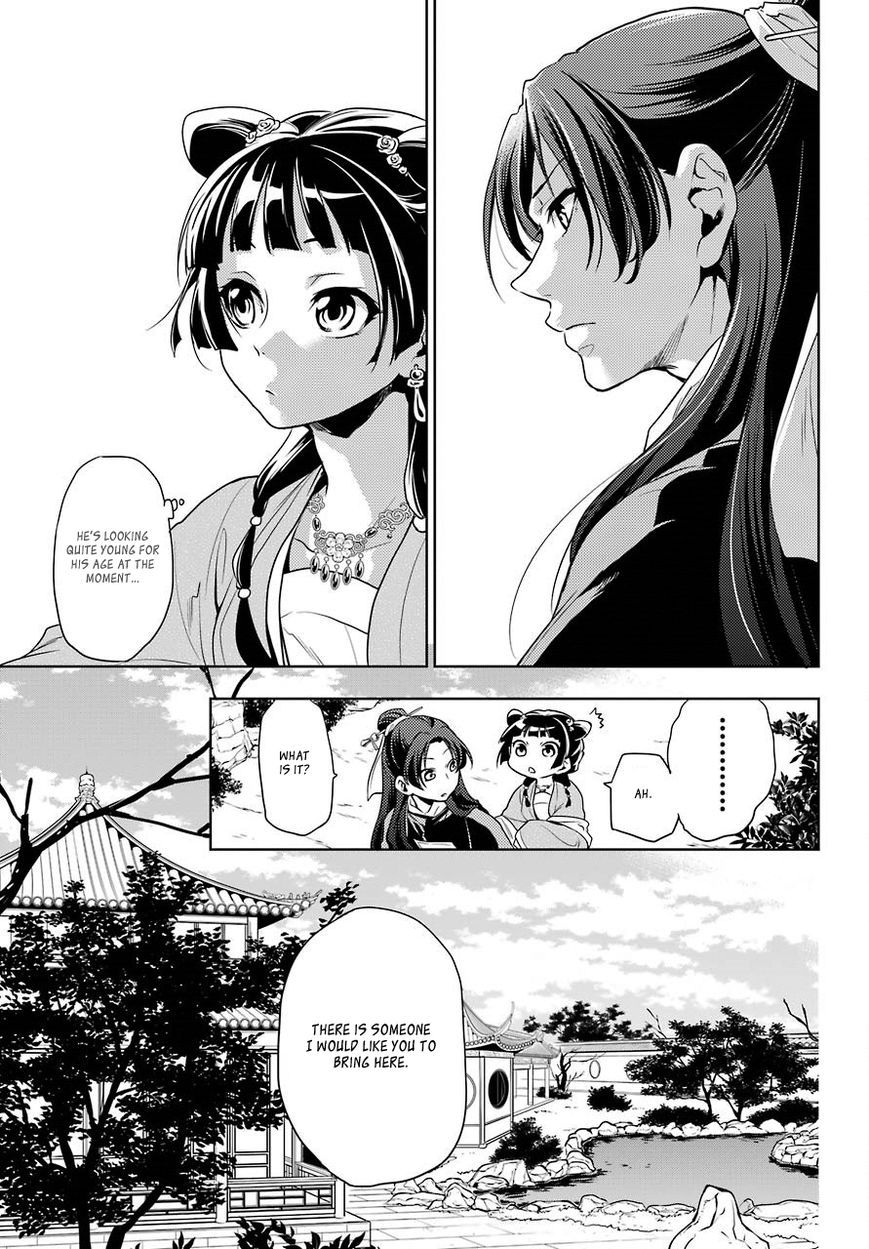 HE'S LOOKING
QUITE YOUNG FOR
HIS AGE AT THE
MOMENT...
.........
AH.
WHAT
IS IT?
THERE IS SOMEONE
I WOULD LIKE YOU TO
BRING HERE.